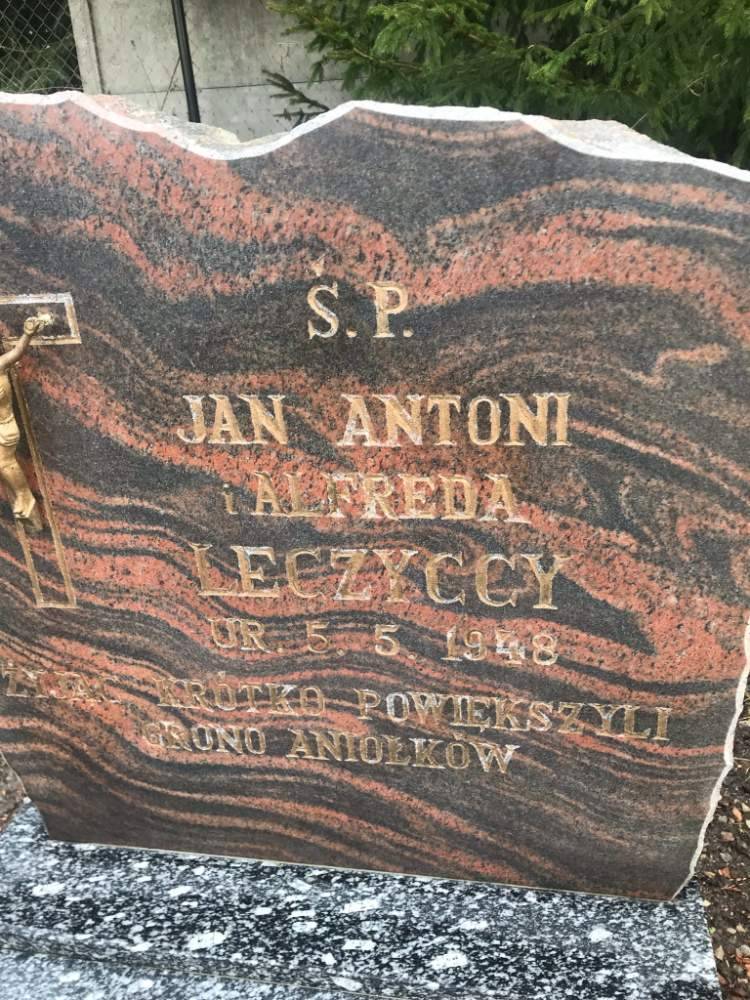 Ś.P.
JAN ANTONI
i ALFREDA
LECZYCCY
UR. 5. 5. 1948
ŻYJĄC KRÓTKO POWIĘKSZYLI
GRONO ANIOŁKÓW